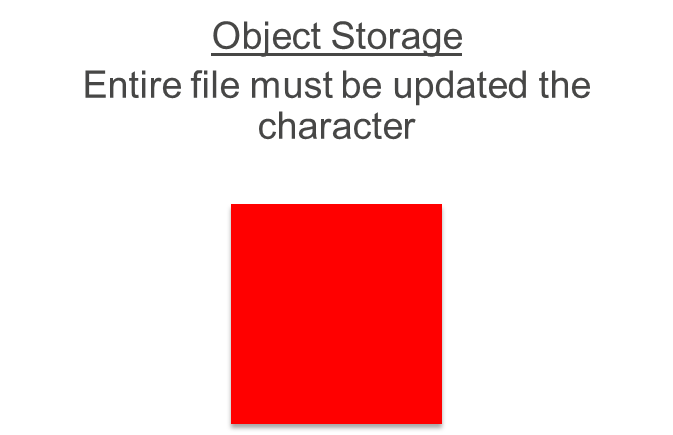 Object Storage
Entire file must be updated the
character